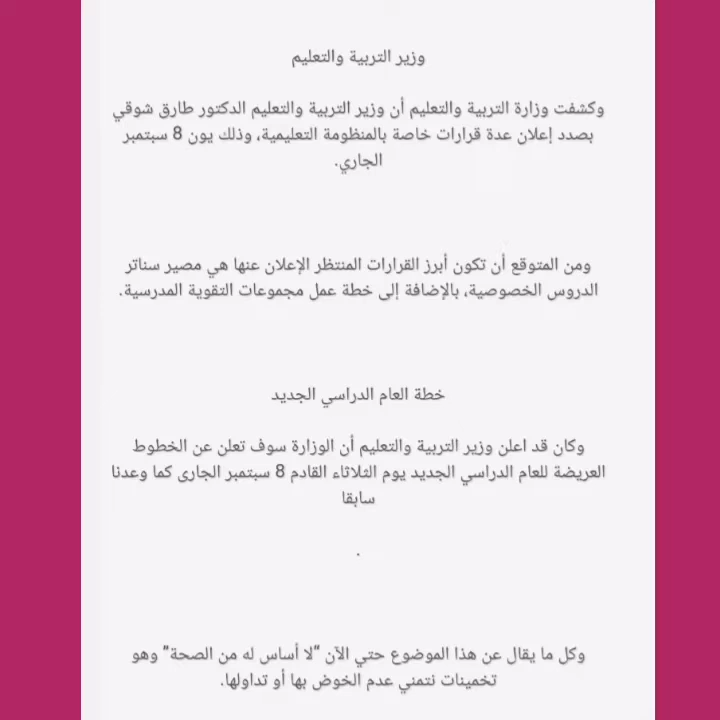 وزير التربية والتعليم
وكشفت وزارة التربية والتعليم أن وزير التربية والتعليم الدكتور طارق شوقي
بصدد إعلان عدة قرارات خاصة بالمنظومة التعليمية، وذلك يون 8 سبتمبر
الجاري.
ومن المتوقع أن تكون أبرز القرارات المنتظر الإعلان عنها هي مصير سناتر
الدروس الخصوصية، بالإضافة إلى خطة عمل مجموعات التقوية المدرسية.
خطة العام الدراسي الجديد
وكان قد اعلن وزير التربية والتعليم أن الوزارة سوف تعلن عن الخطوط
العريضة للعام الدراسي الجديد يوم الثلاثاء القادم 8 سبتمبر الجارى كما وعدنا
سابقا
.
وكل ما يقال عن هذا الموضوع حتي الآن "لا أساس له من الصحة" وهو
تخمينات نتمني عدم الخوض بها أو تداولها.